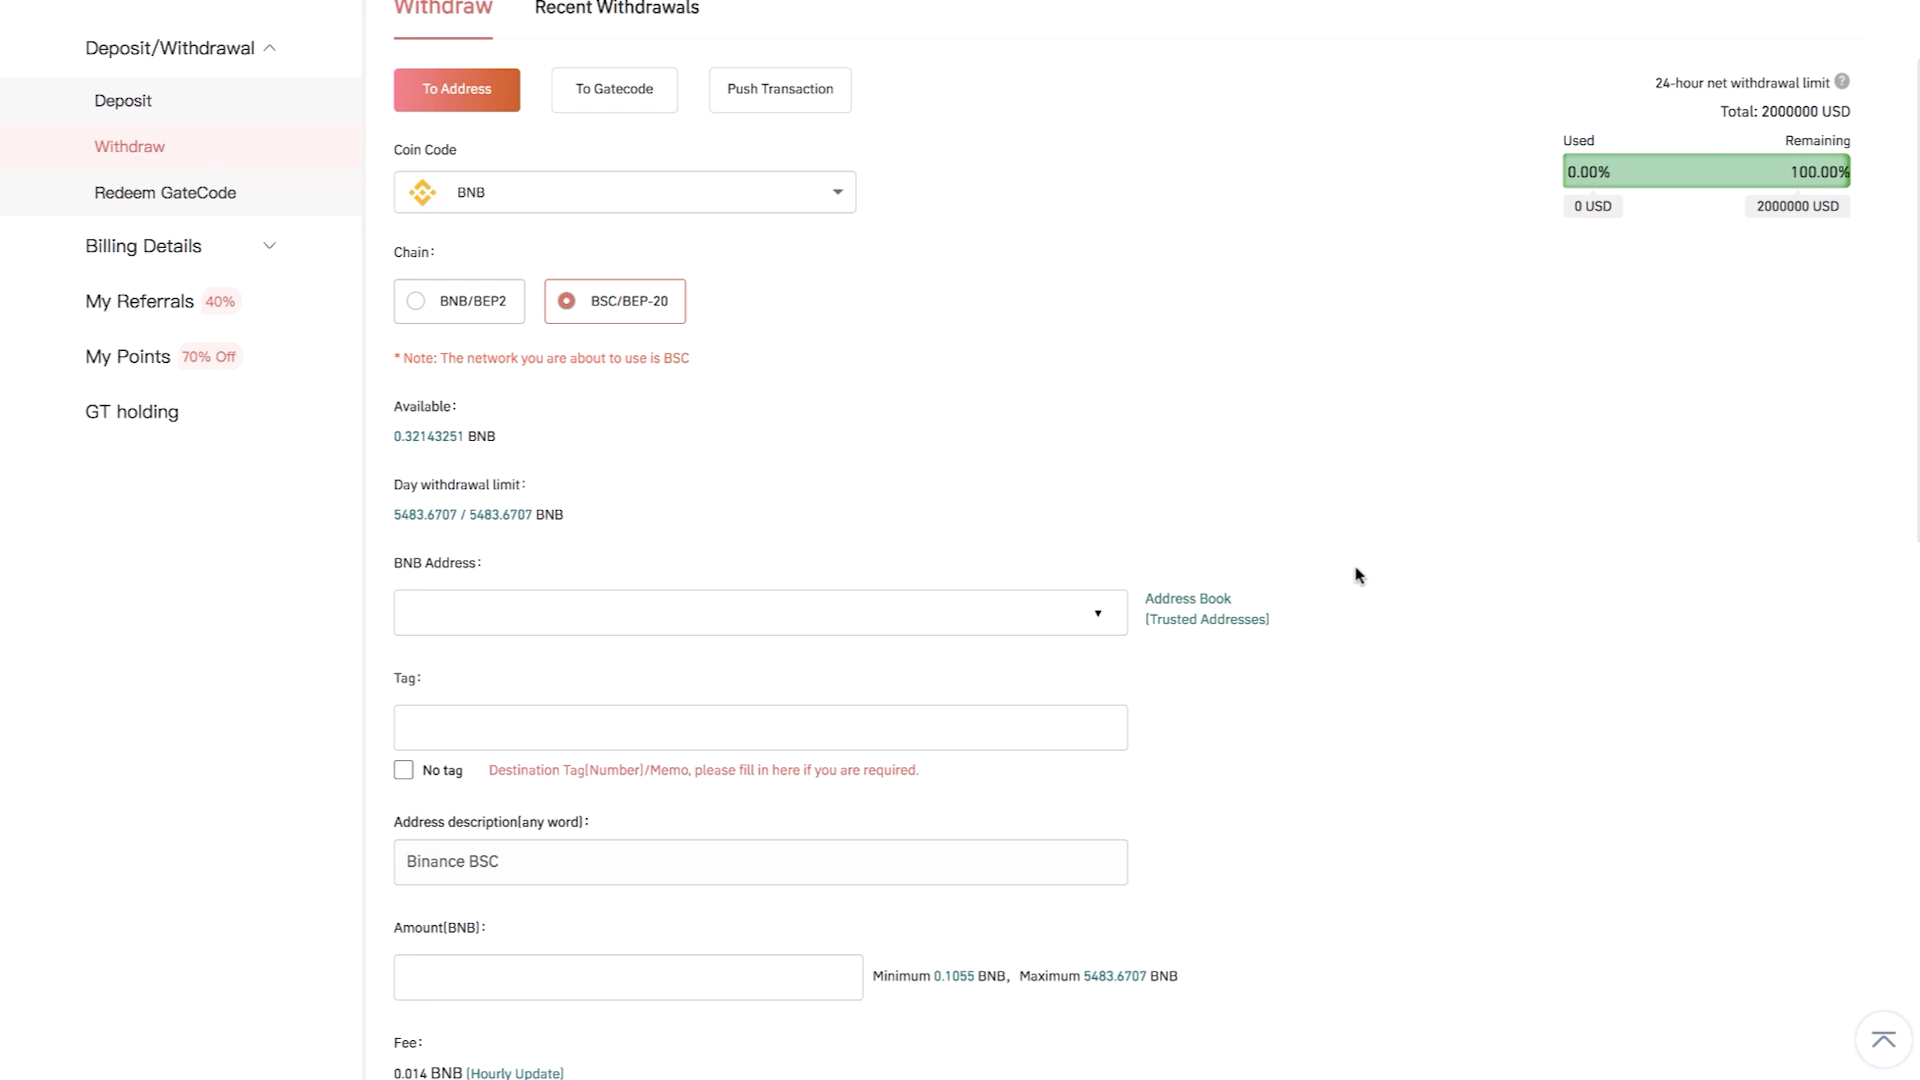 Withdraw
Recent Withdrawals
Deposit/Withdrawal
Deposit
Withdraw
Redeem GateCode
Billing Details
My Referrals 40%
My Points 70% Off
GT holding
To Address
To Gatecode
Push Transaction
24-hour net withdrawal limit ?
Total: 2000000 USD
Used
Remaining
0.00%
100.00%
0 USD
2000000 USD
Coin Code
BNB
Chain:
BNB/BEP2
BSC/BEP-20
* Note: The network you are about to use is BSC
Available:
0.32143251 BNB
Day withdrawal limit:
5483.6707 / 5483.6707 BNB
BNB Address:
Address Book
(Trusted Addresses)
Tag:
No tag
Destination Tag(Number)/Memo, please fill in here if you are required.
Address description(any word):
Binance BSC
Amount(BNB):
Minimum 0.1055 BNB, Maximum 5483.6707 BNB
Fee:
0.014 BNB (Hourly Update)